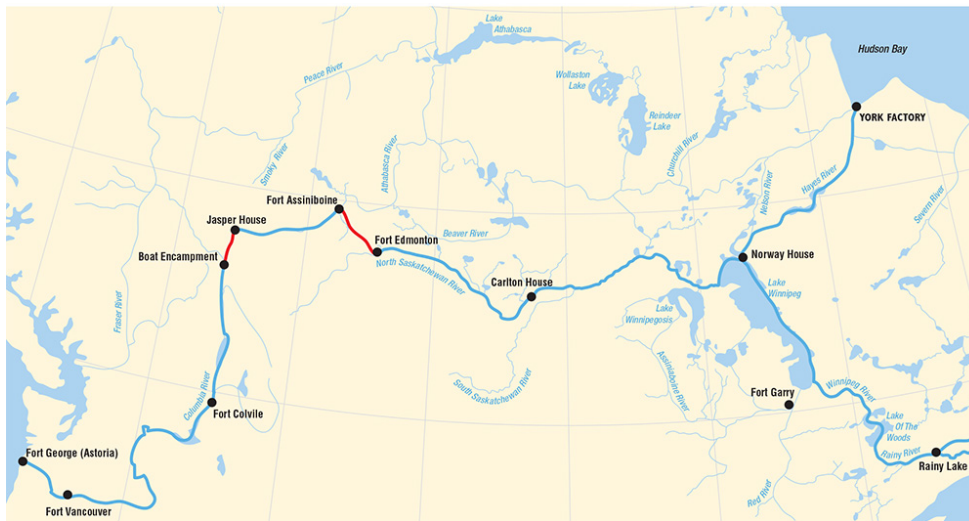 Lake
Athabasca
Hudson Bay
Peace River
Wollaston
Lake
Reindeer
Lake
YORK FACTORY
Churchill River
Athabasca River
Smoky River
Nelson River
Hayes River
Severn River
Fort Assiniboine
Jasper House
Beaver River
Fort Edmonton
Boat Encampment
North Saskatchewan River
Norway House
Carlton House
Lake
Winnipeg
Fraser River
Lake
Winnipegosis
Assiniboine River
South Saskatchewan River
Columbia River
Winnipeg River
Fort Garry
Fort Colvile
Lake
Of The
Woods
Fort George (Astoria)
Rainy River
Rainy Lake
Red River
Fort Vancouver